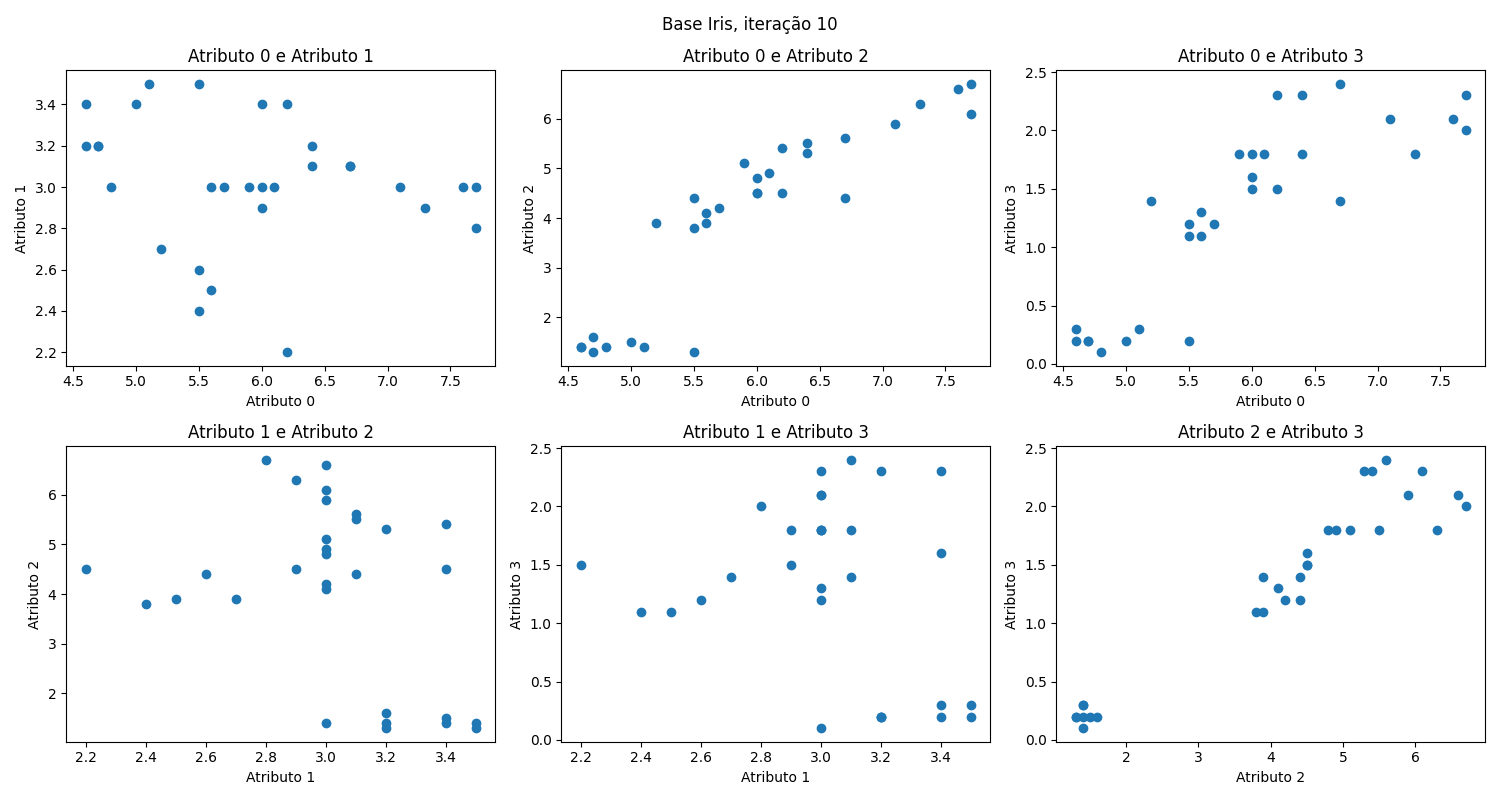 Base Iris, iteração 10
Atributo 0 e Atributo 1
3.4
3.2
3.0
2.8
2.6
2.4
2.2
Atributo 1
4.5 5.0 5.5 6.0 6.5 7.0 7.5
Atributo 0
Atributo 0 e Atributo 2
6
5
4
3
2
Atributo 2
4.5 5.0 5.5 6.0 6.5 7.0 7.5
Atributo 0
Atributo 0 e Atributo 3
2.5
2.0
1.5
1.0
0.5
0.0
Atributo 3
4.5 5.0 5.5 6.0 6.5 7.0 7.5
Atributo 0
Atributo 1 e Atributo 2
6
5
4
3
2
Atributo 2
2.2 2.4 2.6 2.8 3.0 3.2 3.4
Atributo 1
Atributo 1 e Atributo 3
2.5
2.0
1.5
1.0
0.5
0.0
Atributo 3
2.2 2.4 2.6 2.8 3.0 3.2 3.4
Atributo 1
Atributo 2 e Atributo 3
2.5
2.0
1.5
1.0
0.5
0.0
Atributo 3
2 3 4 5 6
Atributo 2